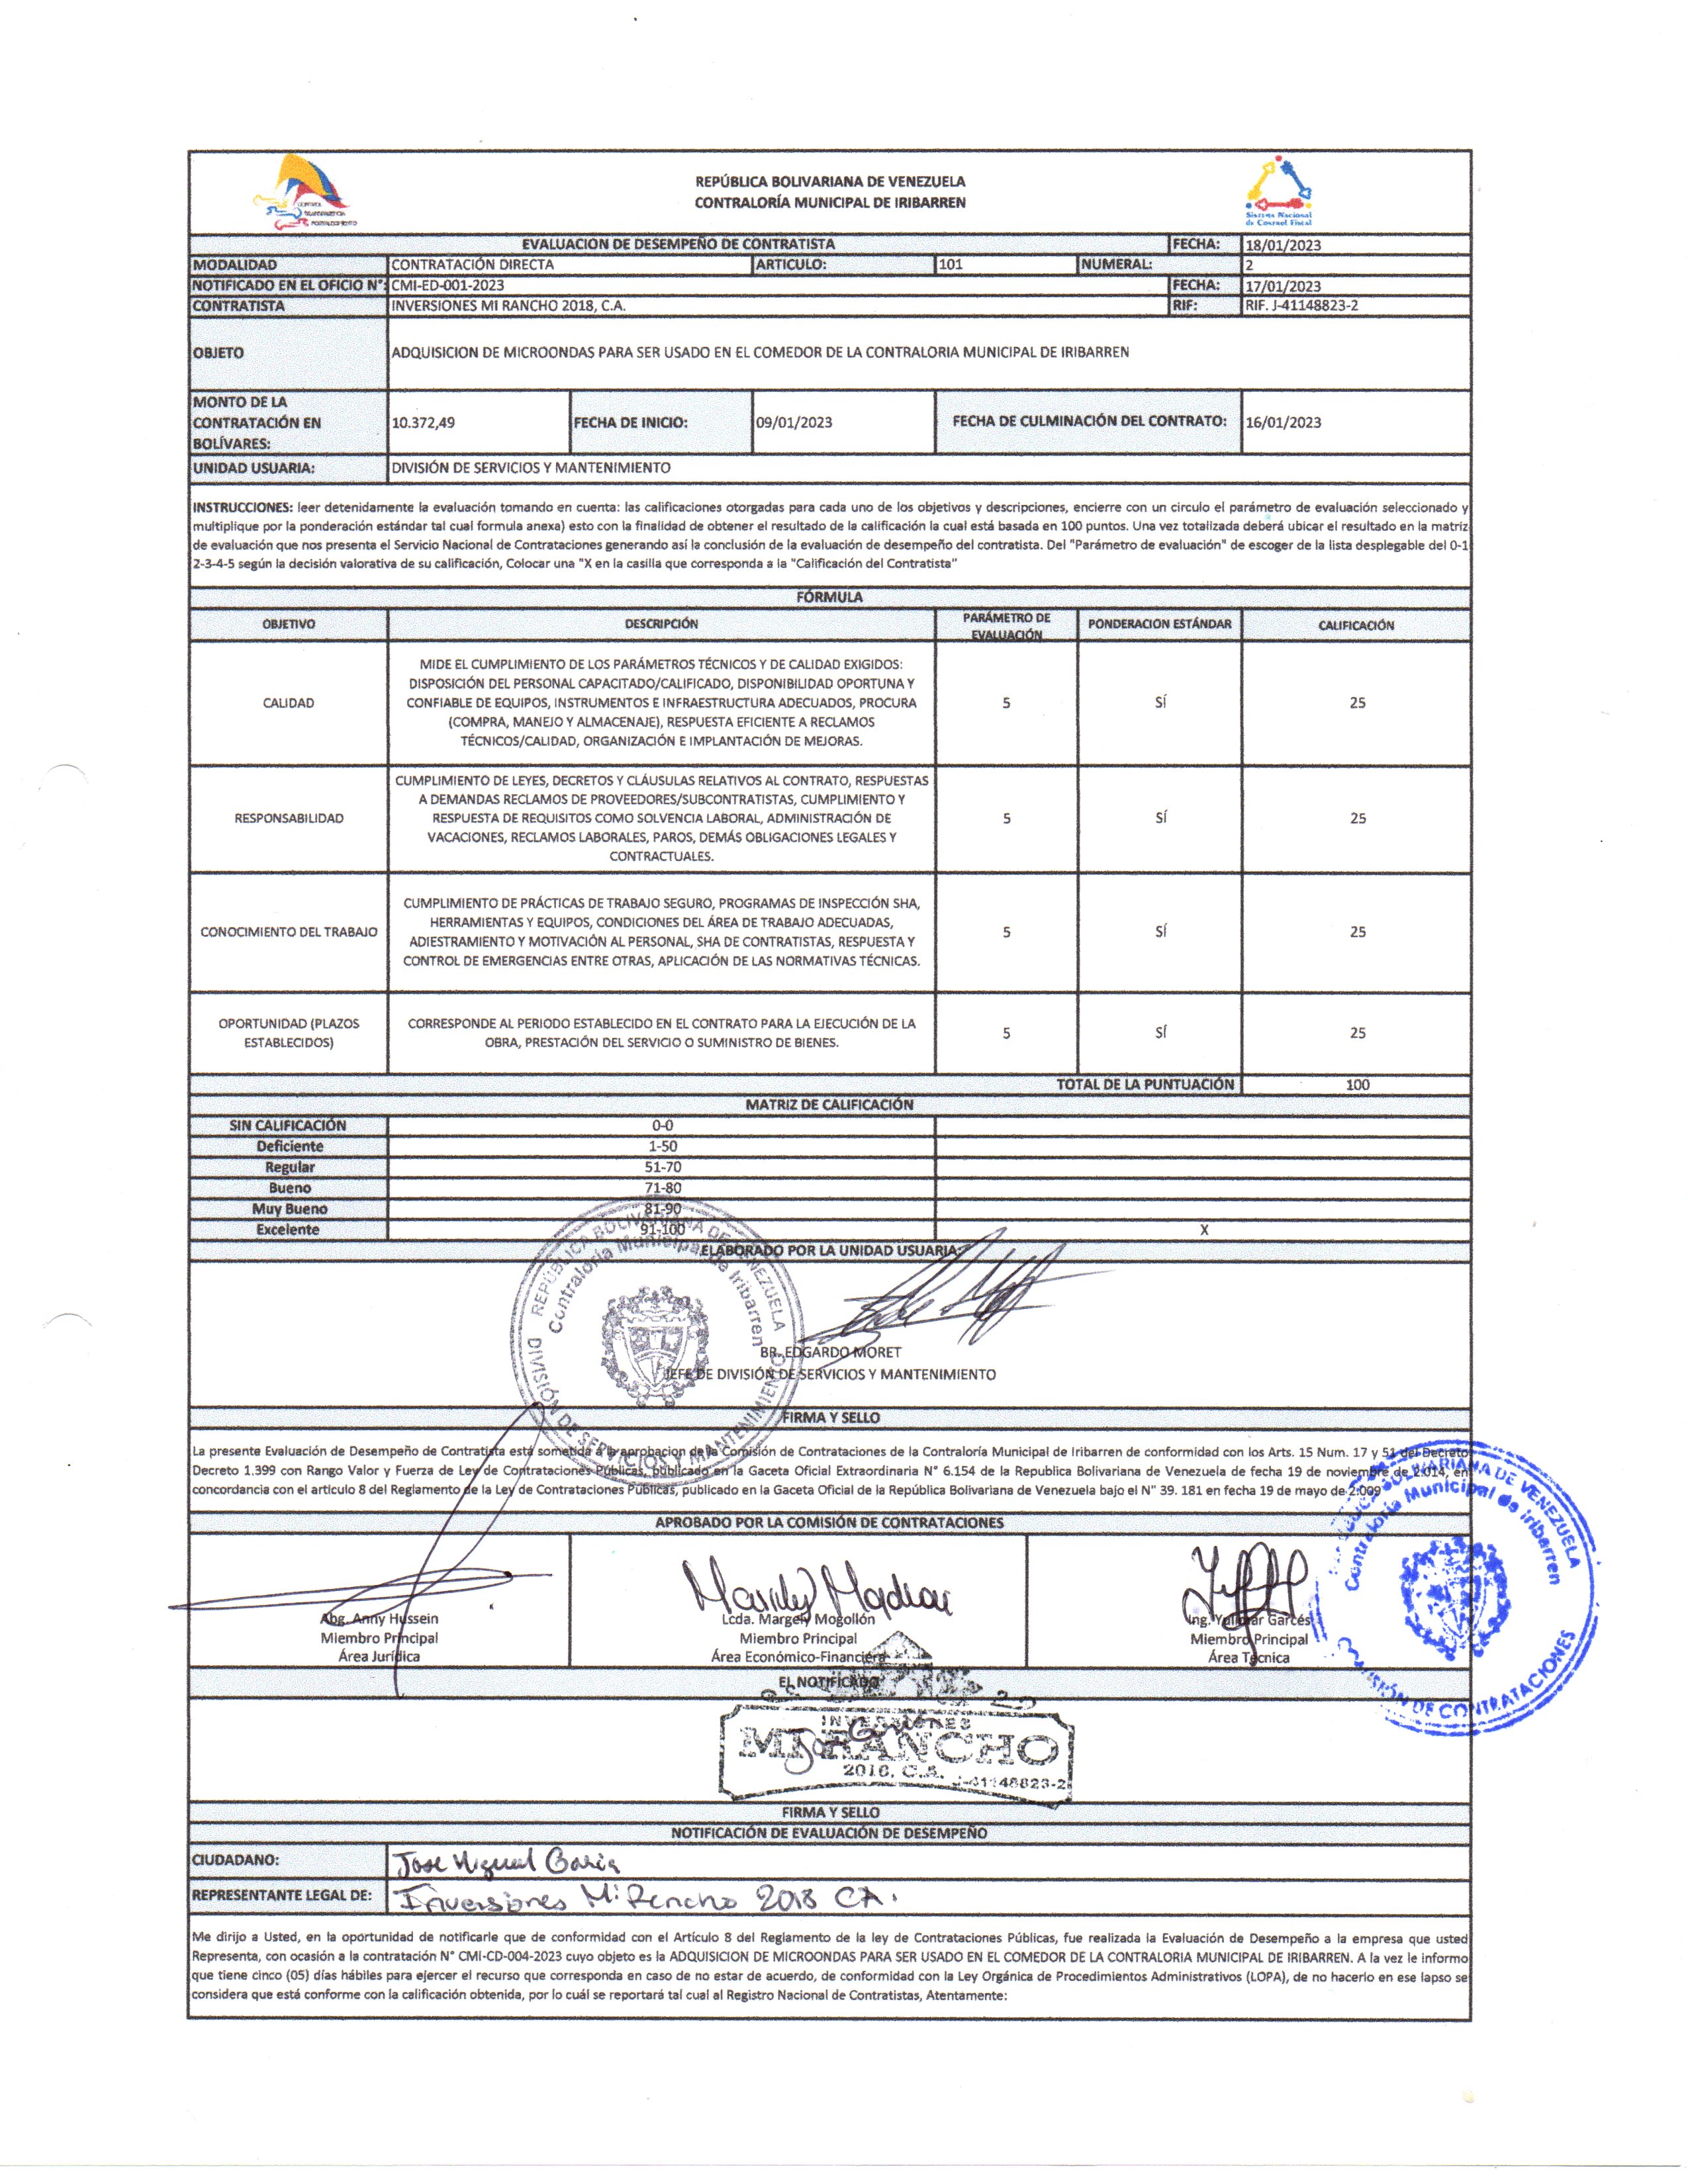 CONTROL
TRANSPARENCIA
FORTALECIMIENTO
REPÚBLICA BOLIVARIANA DE VENEZUELA
CONTRALORÍA MUNICIPAL DE IRIBARREN
Sistema Nacional
de Control Fiscal
EVALUACION DE DESEMPEÑO DE CONTRATISTA FECHA: 18/01/2023
MODALIDAD CONTRATACIÓN DIRECTA ARTICULO: 101 NUMERAL: 2
NOTIFICADO EN EL OFICIO N°: CMI-ED-001-2023 FECHA: 17/01/2023
CONTRATISTA INVERSIONES MI RANCHO 2018, C.A. RIF: RIF. J-41148823-2
OBJETO ADQUISICION DE MICROONDAS PARA SER USADO EN EL COMEDOR DE LA CONTRALORIA MUNICIPAL DE IRIBARREN
MONTO DE LA
CONTRATACIÓN EN
BOLÍVARES:
10.372,49 FECHA DE INICIO: 09/01/2023 FECHA DE CULMINACIÓN DEL CONTRATO: 16/01/2023
UNIDAD USUARIA: DIVISIÓN DE SERVICIOS Y MANTENIMIENTO
INSTRUCCIONES: leer detenidamente la evaluación tomando en cuenta: las calificaciones otorgadas para cada uno de los objetivos y descripciones, encierre con un circulo el parámetro de evaluación seleccionado y
multiplique por la ponderación estándar tal cual formula anexa) esto con la finalidad de obtener el resultado de la calificación la cual está basada en 100 puntos. Una vez totalizada deberá ubicar el resultado en la matriz
de evaluación que nos presenta el Servicio Nacional de Contrataciones generando así la conclusión de la evaluación de desempeño del contratista. Del "Parámetro de evaluación" de escoger de la lista desplegable del 0-1
2-3-4-5 según la decisión valorativa de su calificación, Colocar una "X en la casilla que corresponda a la "Calificación del Contratista"
FÓRMULA
OBJETIVO DESCRIPCIÓN PARÁMETRO DE EVALUACIÓN PONDERACION ESTÁNDAR CALIFICACIÓN
MIDE EL CUMPLIMIENTO DE LOS PARÁMETROS TÉCNICOS Y DE CALIDAD EXIGIDOS:
DISPOSICIÓN DEL PERSONAL CAPACITADO/CALIFICADO, DISPONIBILIDAD OPORTUNA Y
CALIDAD CONFIABLE DE EQUIPOS, INSTRUMENTOS E INFRAESTRUCTURA ADECUADOS, PROCURA 5 SÍ 25
(COMPRA, MANEJO Y ALMACENAJE), RESPUESTA EFICIENTE A RECLAMOS
TÉCNICOS/CALIDAD, ORGANIZACIÓN E IMPLANTACIÓN DE MEJORAS.
CUMPLIMIENTO DE LEYES, DECRETOS Y CLÁUSULAS RELATIVOS AL CONTRATO, RESPUESTAS
A DEMANDAS RECLAMOS DE PROVEEDORES/SUBCONTRATISTAS, CUMPLIMIENTO Y
RESPONSABILIDAD RESPUESTA DE REQUISITOS COMO SOLVENCIA LABORAL, ADMINISTRACIÓN DE 5 SÍ 25
VACACIONES, RECLAMOS LABORALES, PAROS, DEMÁS OBLIGACIONES LEGALES Y
CONTRACTUALES.
CUMPLIMIENTO DE PRÁCTICAS DE TRABAJO SEGURO, PROGRAMAS DE INSPECCIÓN SHA,
HERRAMIENTAS Y EQUIPOS, CONDICIONES DEL ÁREA DE TRABAJO ADECUADAS,
CONOCIMIENTO DEL TRABAJO ADIESTRAMIENTO Y MOTIVACIÓN AL PERSONAL, SHA DE CONTRATISTAS, RESPUESTA Y 5 SÍ 25
CONTROL DE EMERGENCIAS ENTRE OTRAS, APLICACIÓN DE LAS NORMATIVAS TÉCNICAS.
OPORTUNIDAD (PLAZOS ESTABLECIDOS) CORRESPONDE AL PERIODO ESTABLECIDO EN EL CONTRATO PARA LA EJECUCIÓN DE LA 5 SÍ 25
OBRA, PRESTACIÓN DEL SERVICIO O SUMINISTRO DE BIENES.
TOTAL DE LA PUNTUACIÓN 100
MATRIZ DE CALIFICACIÓN
SIN CALIFICACIÓN 0-0
Deficiente 1-50
Regular 51-70
Bueno 71-80
Muy Bueno 81-90
Excelente 91-100 X
ELABORADO POR LA UNIDAD USUARIA:
REPÚBLICA BOLIVARIANA DE VENEZUELA
Contraloría Municipal de Iribarren
DIVISIÓN DE SERVICIOS Y MANTENIMIENTO
BR. EDGARDO MORET
JEFE DE DIVISIÓN DE SERVICIOS Y MANTENIMIENTO
FIRMA Y SELLO
La presente Evaluación de Desempeño de Contratista está sometida a la aprobacion de la Comisión de Contrataciones de la Contraloría Municipal de Iribarren de conformidad con los Arts. 15 Num. 17 y 51 del Decreto
Decreto 1.399 con Rango Valor y Fuerza de Ley de Contrataciones Públicas, publicado en la Gaceta Oficial Extraordinaria N° 6.154 de la Republica Bolivariana de Venezuela de fecha 19 de noviembre de 2.014, en
concordancia con el articulo 8 del Reglamento de la Ley de Contrataciones Públicas, publicado en la Gaceta Oficial de la República Bolivariana de Venezuela bajo el N° 39. 181 en fecha 19 de mayo de 2.009
APROBADO POR LA COMISIÓN DE CONTRATACIONES
BOLIVARIANA DE VENEZUELA
Contraloría Municipal de Iribarren
COMISIÓN DE CONTRATACIONES
Abg. Anny Hussein Lcda. Margely Mogollón Ing. Yulimar Garcés
Miembro Principal Miembro Principal Miembro Principal
Área Jurídica Área Económico-Financiera Área Técnica
EL NOTIFICADO
INVERSIONES
MI RANCHO
2018, C.A. J-41148823-2
FIRMA Y SELLO
NOTIFICACIÓN DE EVALUACIÓN DE DESEMPEÑO
CIUDADANO: Jose Miguel Garcia
REPRESENTANTE LEGAL DE: Inversiones Mi Rancho 2018 CA.
Me dirijo a Usted, en la oportunidad de notificarle que de conformidad con el Artículo 8 del Reglamento de la ley de Contrataciones Públicas, fue realizada la Evaluación de Desempeño a la empresa que usted
Representa, con ocasión a la contratación N° CMI-CD-004-2023 cuyo objeto es la ADQUISICION DE MICROONDAS PARA SER USADO EN EL COMEDOR DE LA CONTRALORIA MUNICIPAL DE IRIBARREN. A la vez le informo
que tiene cinco (05) días hábiles para ejercer el recurso que corresponda en caso de no estar de acuerdo, de conformidad con la Ley Orgánica de Procedimientos Administrativos (LOPA), de no hacerlo en ese lapso se
considera que está conforme con la calificación obtenida, por lo cuál se reportará tal cual al Registro Nacional de Contratistas, Atentamente: